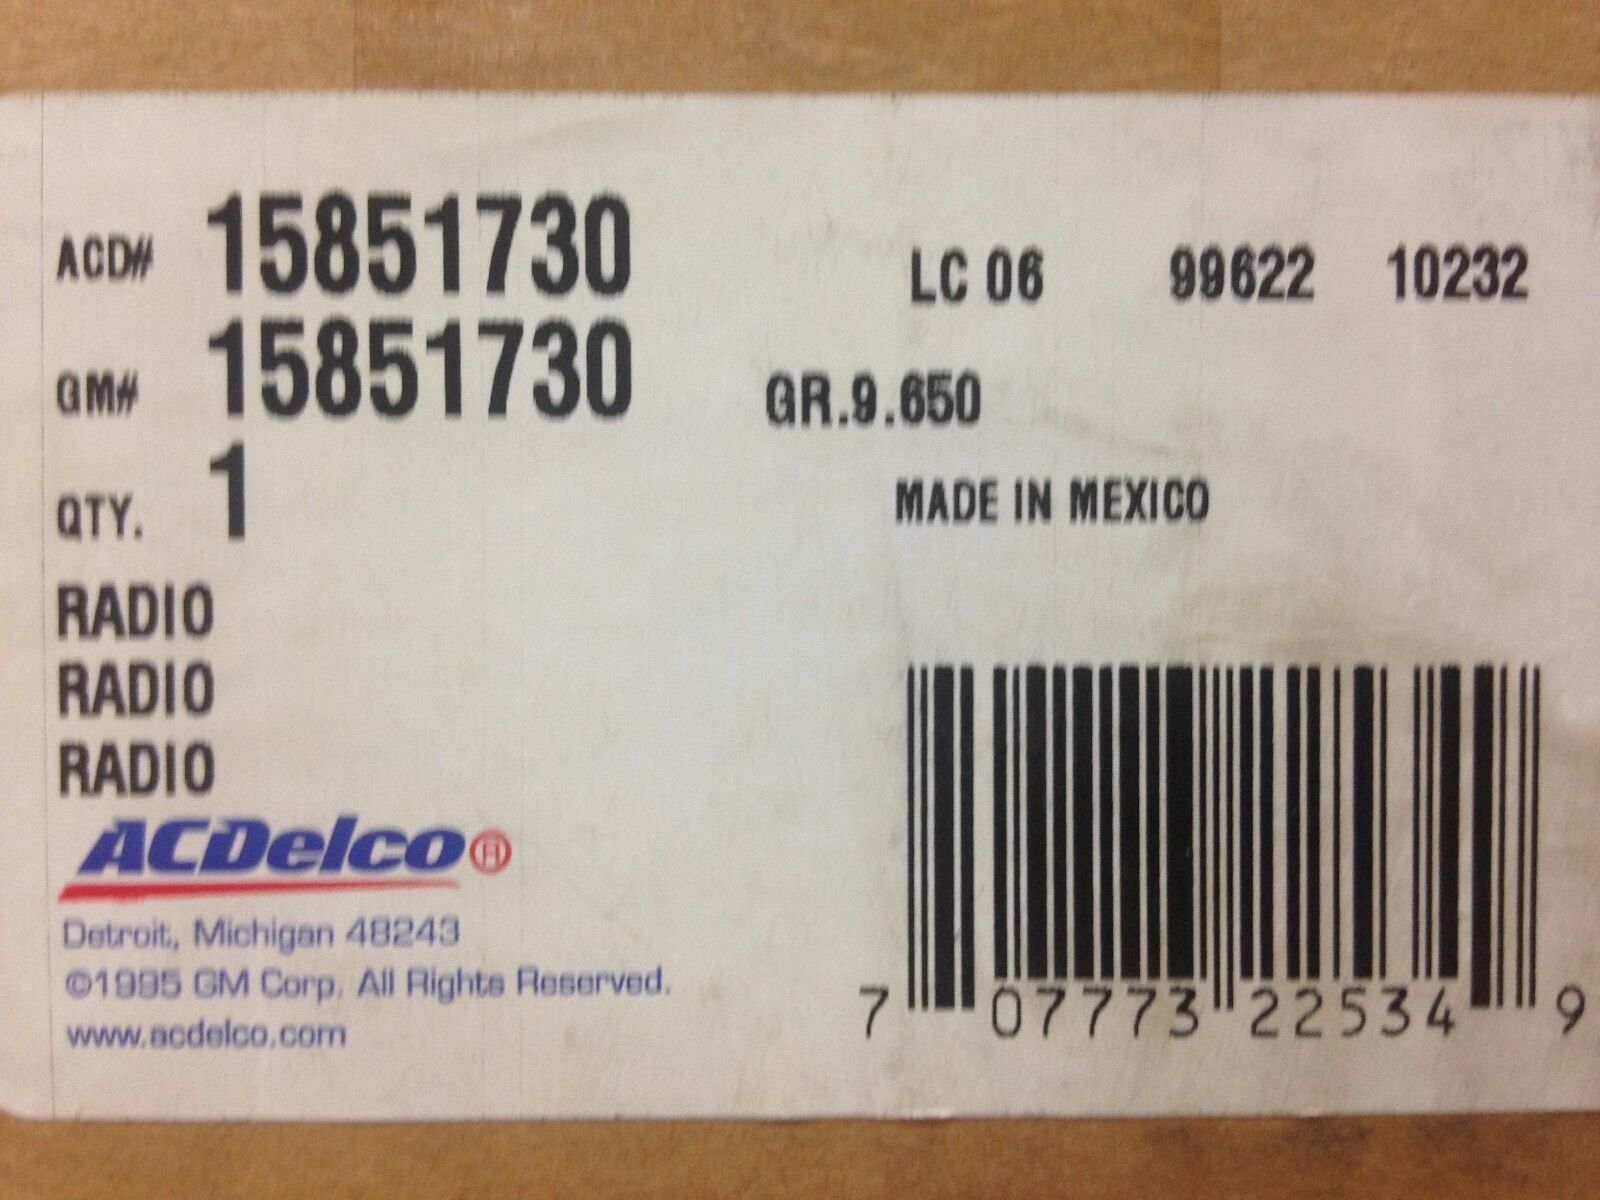 ACD# 15851730 LC 06 99622 10232
GM# 15851730 GR.9.650
QTY. 1 MADE IN MEXICO
RADIO
RADIO
RADIO
ACDelco®
Detroit, Michigan 48243
©1995 GM Corp. All Rights Reserved.
www.acdelco.com
7 07773 22534 9